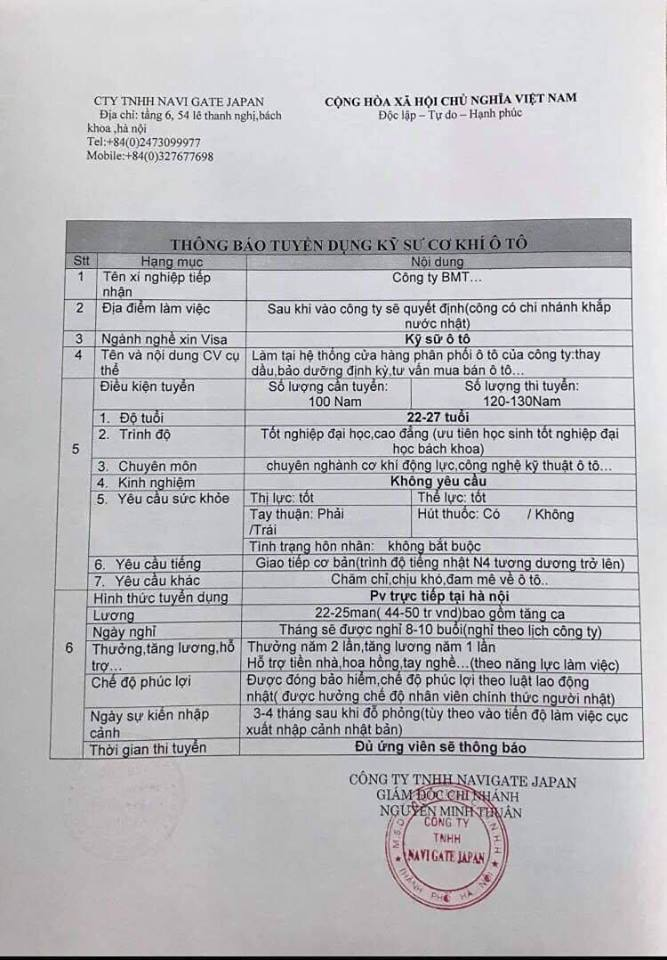 CTY TNHH NAVI GATE JAPAN
Địa chỉ: tầng 6, 54 lê thanh nghị,bách
khoa ,hà nội
Tel:+84(0)2473099977
Mobile:+84(0)327677698
CỘNG HÒA XÃ HỘI CHỦ NGHĨA VIỆT NAM
Độc lập – Tự do – Hạnh phúc
THÔNG BÁO TUYỂN DỤNG KỸ SƯ CƠ KHÍ Ô TÔ
Stt Hạng mục Nội dung
1 Tên xí nghiệp tiếp Công ty BMT...
nhận
2 Địa điểm làm việc Sau khi vào công ty sẽ quyết định(công có chi nhánh khắp
nước nhật)
3 Ngành nghề xin Visa Kỹ sữ ô tô
4 Tên và nội dung CV cụ Làm tại hệ thống cửa hàng phân phối ô tô của công ty:thay
thể dầu,bảo dưỡng định kỳ,tư vấn mua bán ô tô...
5 Điều kiện tuyển Số lượng cần tuyển: Số lượng thi tuyển:
100 Nam 120-130Nam
1. Độ tuổi 22-27 tuổi
2. Trình độ Tốt nghiệp đại học,cao đẳng (ưu tiên học sinh tốt nghiệp đại
học bách khoa)
3. Chuyên môn chuyên nghành cơ khí động lực,công nghệ kỹ thuật ô tô...
4. Kinh nghiệm Không yêu cầu
5. Yêu cầu sức khỏe Thị lực: tốt Thể lực: tốt
Tay thuận: Phải Hút thuốc: Có / Không
/Trái
Tình trạng hôn nhân: không bắt buộc
6. Yêu cầu tiếng Giao tiếp cơ bản(trình độ tiếng nhật N4 tương dương trở lên)
7. Yêu cầu khác Chăm chỉ,chịu khó,đam mê về ô tô..
6 Hình thức tuyển dụng Pv trực tiếp tại hà nội
Lương 22-25man( 44-50 tr vnd)bao gồm tăng ca
Ngày nghỉ Tháng sẽ được nghỉ 8-10 buổi(nghỉ theo lịch công ty)
Thưởng,tăng lương,hỗ Thưởng năm 2 lần,tăng lương năm 1 lần
trợ... Hỗ trợ tiền nhà,hoa hồng,tay nghề...(theo năng lực làm việc)
Chế độ phúc lợi Được đóng bảo hiểm,chế độ phúc lợi theo luật lao động
nhật( được hưởng chế độ nhân viên chính thức người nhật)
Ngày sự kiến nhập 3-4 tháng sau khi đỗ phỏng(tùy theo vào tiến độ làm việc cục
cảnh xuất nhập cảnh nhật bản)
Thời gian thi tuyển Đủ ứng viên sẽ thông báo
CÔNG TY TNHH NAVIGATE JAPAN
GIÁM ĐỐC CHI NHÁNH
NGUYỄN MINH THUẬN
CÔNG TY
TNHH
NAVI GATE JAPAN
THÀNH PHỐ HÀ NỘI